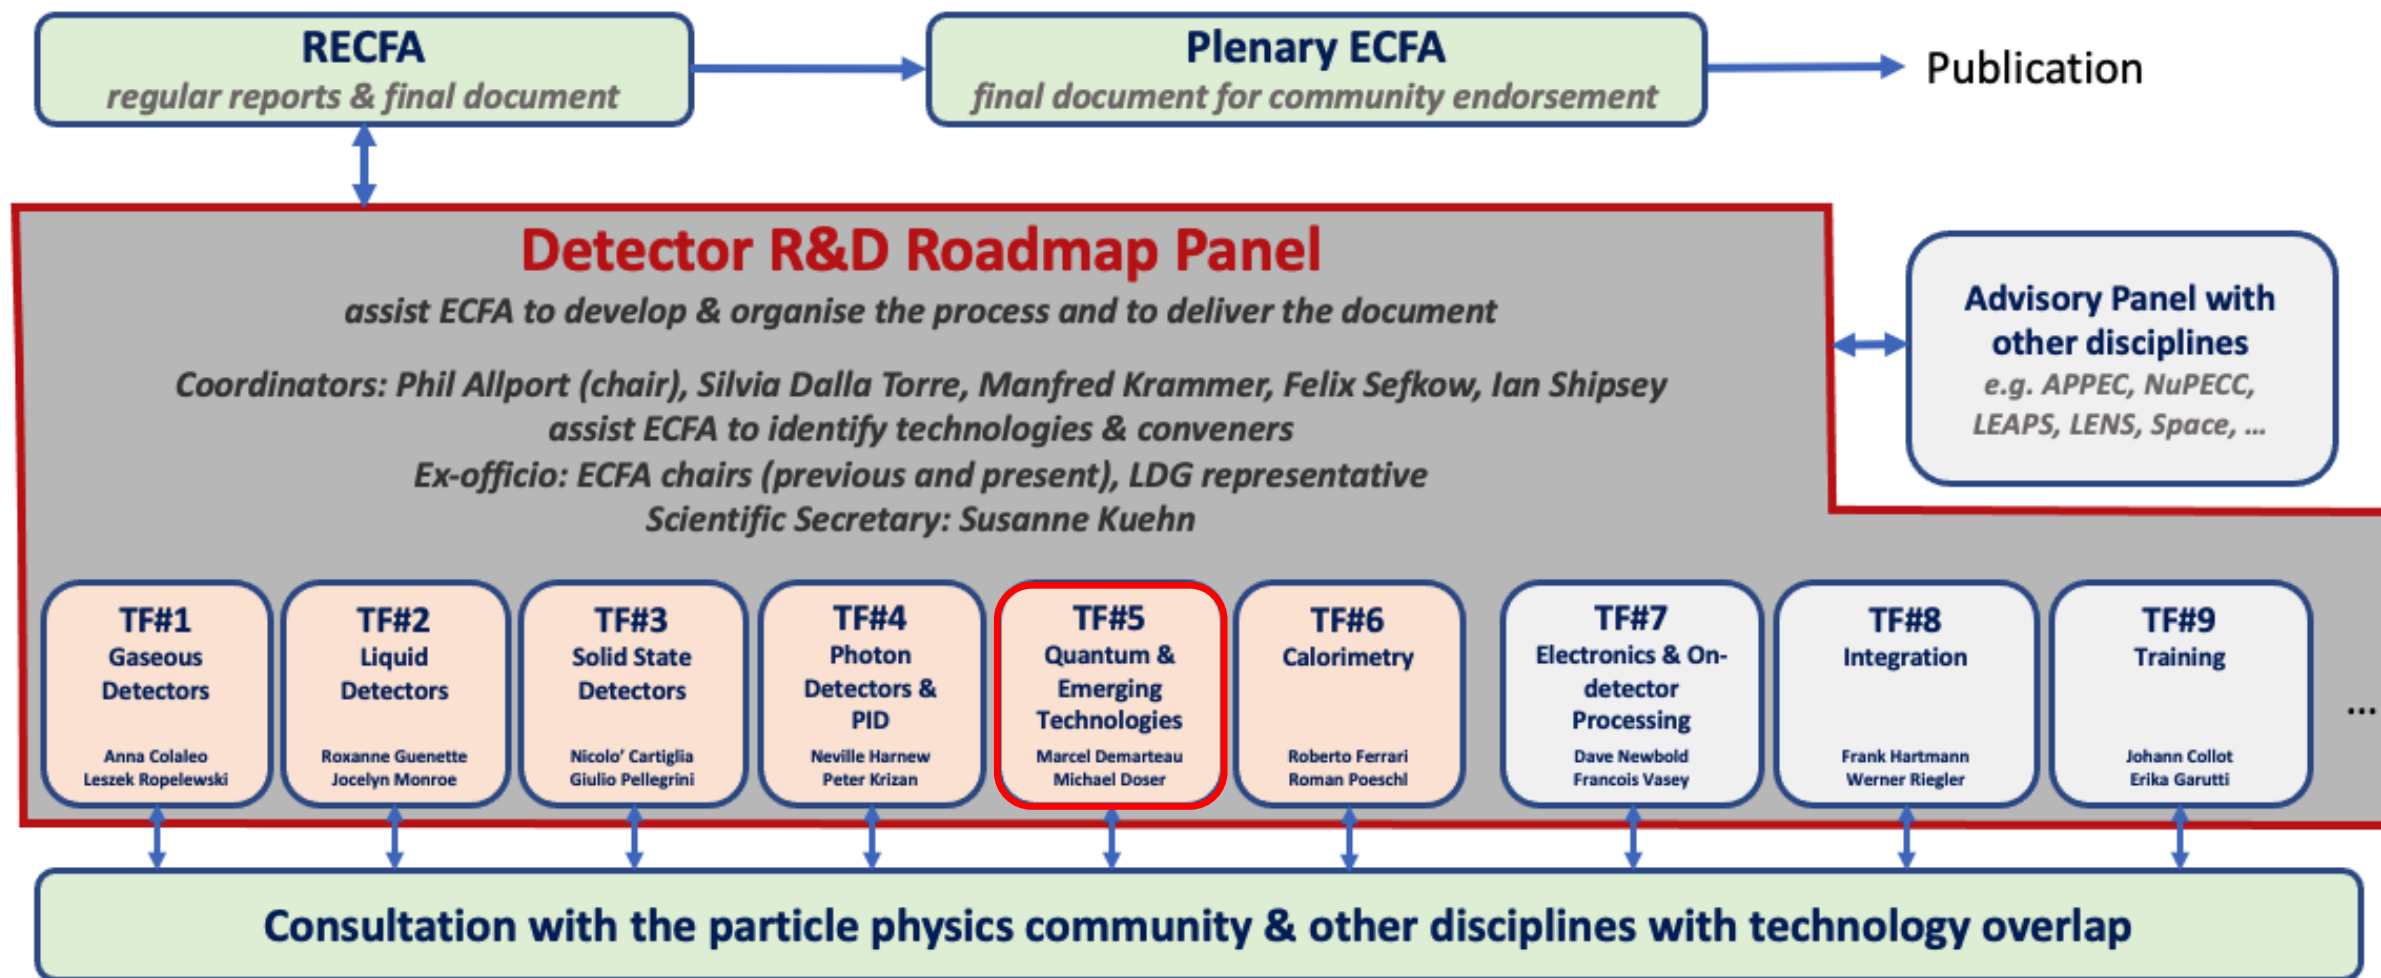 RECFA
regular reports & final document
Plenary ECFA
final document for community endorsement
Publication
Detector R&D Roadmap Panel
assist ECFA to develop & organise the process and to deliver the document
Coordinators: Phil Allport (chair), Silvia Dalla Torre, Manfred Krammer, Felix Sefkow, Ian Shipsey
assist ECFA to identify technologies & conveners
Ex-officio: ECFA chairs (previous and present), LDG representative
Scientific Secretary: Susanne Kuehn
Advisory Panel with
other disciplines
e.g. APPEC, NuPECC,
LEAPS, LENS, Space, ...
TF#1
Gaseous
Detectors
Anna Colaleo
Leszek Ropelewski
TF#2
Liquid
Detectors
Roxanne Guenette
Jocelyn Monroe
TF#3
Solid State
Detectors
Nicolo' Cartiglia
Giulio Pellegrini
TF#4
Photon
Detectors &
PID
Neville Harnew
Peter Krizan
TF#5
Quantum &
Emerging
Technologies
Marcel Demarteau
Michael Doser
TF#6
Calorimetry
Roberto Ferrari
Roman Poeschl
TF#7
Electronics & On-
detector
Processing
Dave Newbold
Francois Vasey
TF#8
Integration
Frank Hartmann
Werner Riegler
TF#9
Training
Johann Collot
Erika Garutti
...
Consultation with the particle physics community & other disciplines with technology overlap